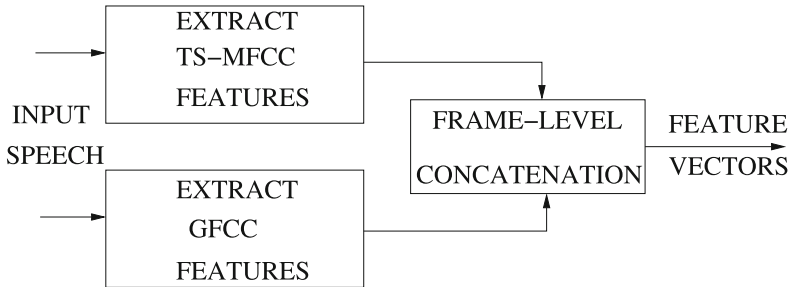 EXTRACT
TS-MFCC
FEATURES
INPUT
SPEECH
EXTRACT
GFCC
FEATURES
FRAME-LEVEL
CONCATENATION
FEATURE
VECTORS